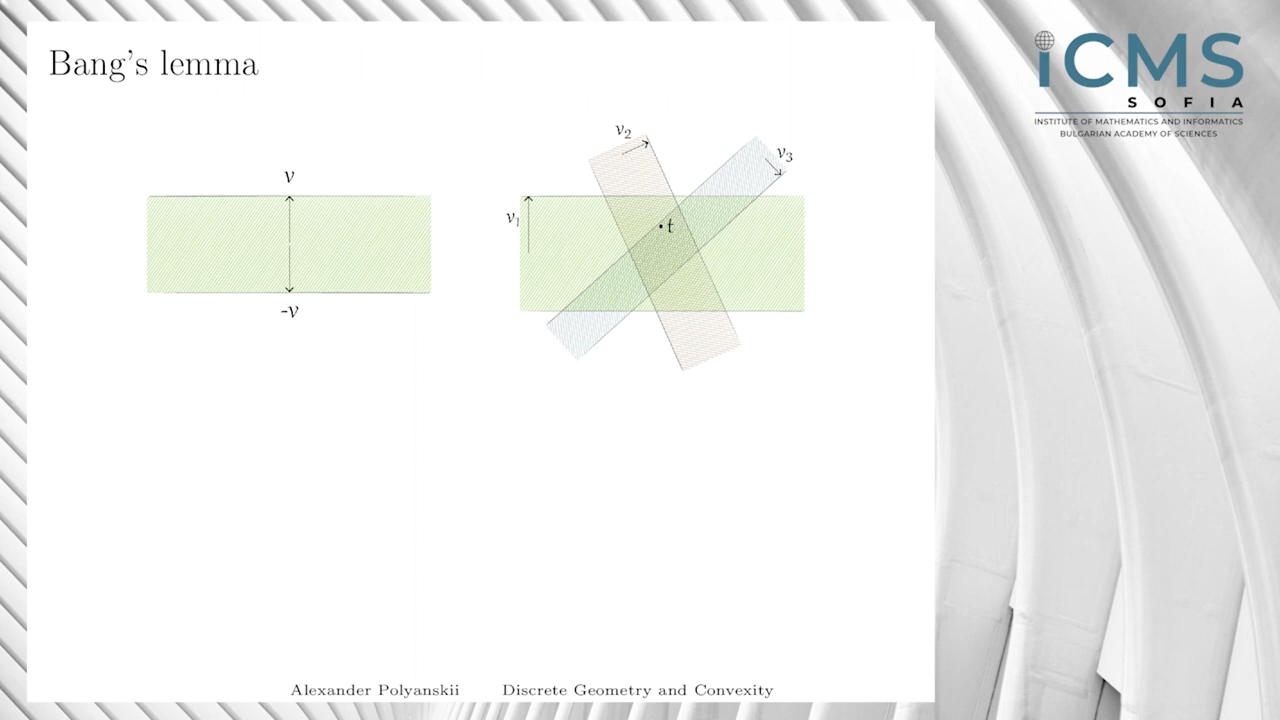 Bang's lemma
v
-v
v1
v2
v3
t
Alexander Polyanskii
Discrete Geometry and Convexity
iCMS
SOFIA
INSTITUTE OF MATHEMATICS AND INFORMATICS
BULGARIAN ACADEMY OF SCIENCES